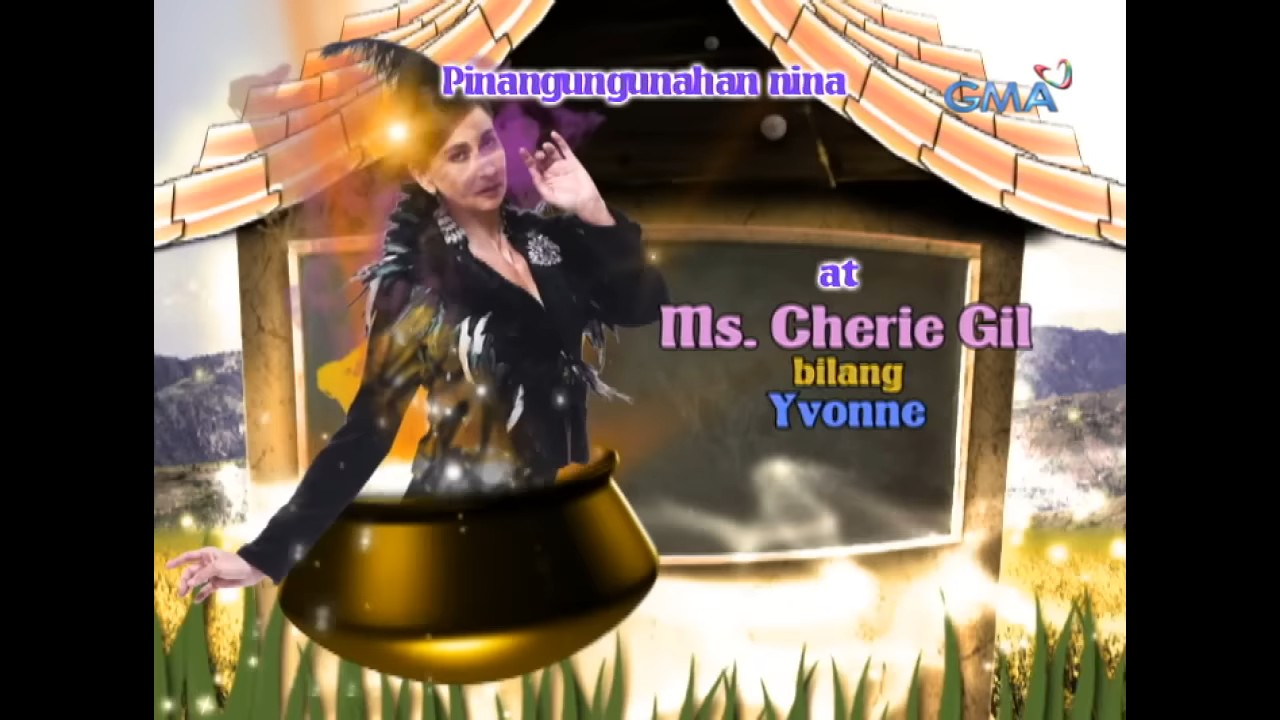 Pinangungunahan nina
GMA
at
Ms. Cherie Gil
bilang
Yvonne